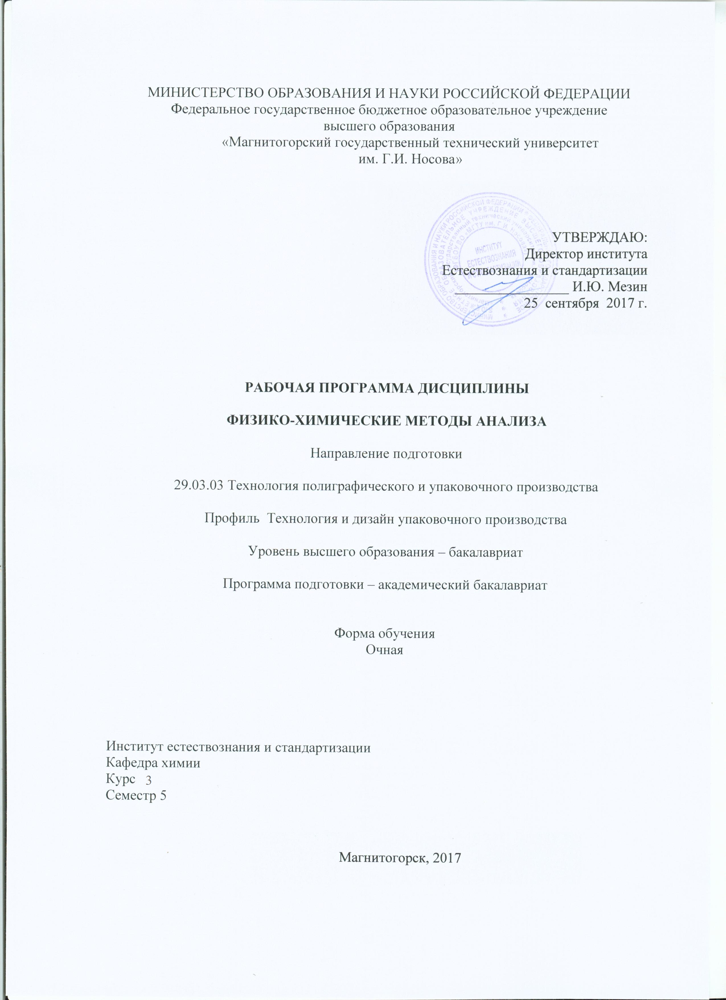 МИНИСТЕРСТВО ОБРАЗОВАНИЯ И НАУКИ РОССИЙСКОЙ ФЕДЕРАЦИИ
Федеральное государственное бюджетное образовательное учреждение
высшего образования
«Магнитогорский государственный технический университет
им. Г.И. Носова»
ИНСТИТУТ
ЕСТЕСТВОЗНАНИЯ
УТВЕРЖДАЮ:
Директор института
Естествознания и стандартизации
И.Ю. Мезин
25 сентября 2017 г.
РАБОЧАЯ ПРОГРАММА ДИСЦИПЛИНЫ
ФИЗИКО-ХИМИЧЕСКИЕ МЕТОДЫ АНАЛИЗА
Направление подготовки
29.03.03 Технология полиграфического и упаковочного производства
Профиль Технология и дизайн упаковочного производства
Уровень высшего образования – бакалавриат
Программа подготовки – академический бакалавриат
Форма обучения
Очная
Институт естествознания и стандартизации
Кафедра химии
Курс 3
Семестр 5
Магнитогорск, 2017